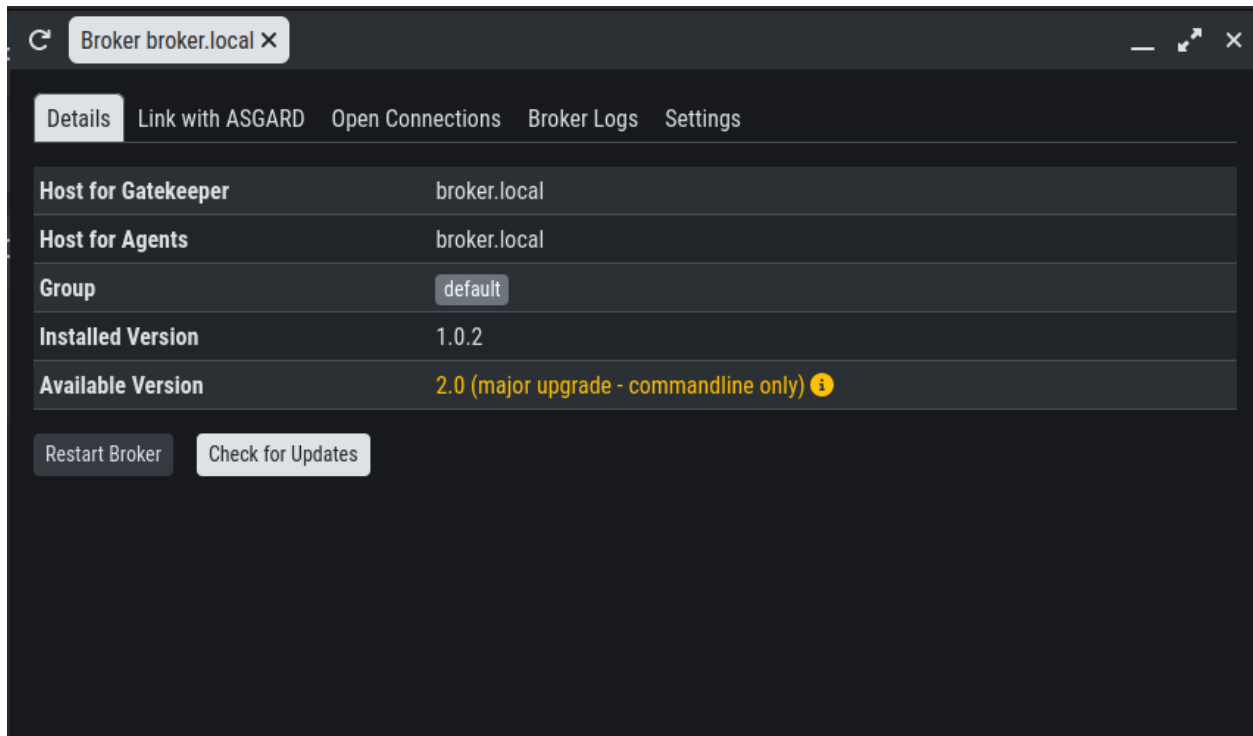 Broker broker.local
Details Link with ASGARD Open Connections Broker Logs Settings
Host for Gatekeeper broker.local
Host for Agents broker.local
Group default
Installed Version 1.0.2
Available Version 2.0 (major upgrade - commandline only)
Restart Broker Check for Updates